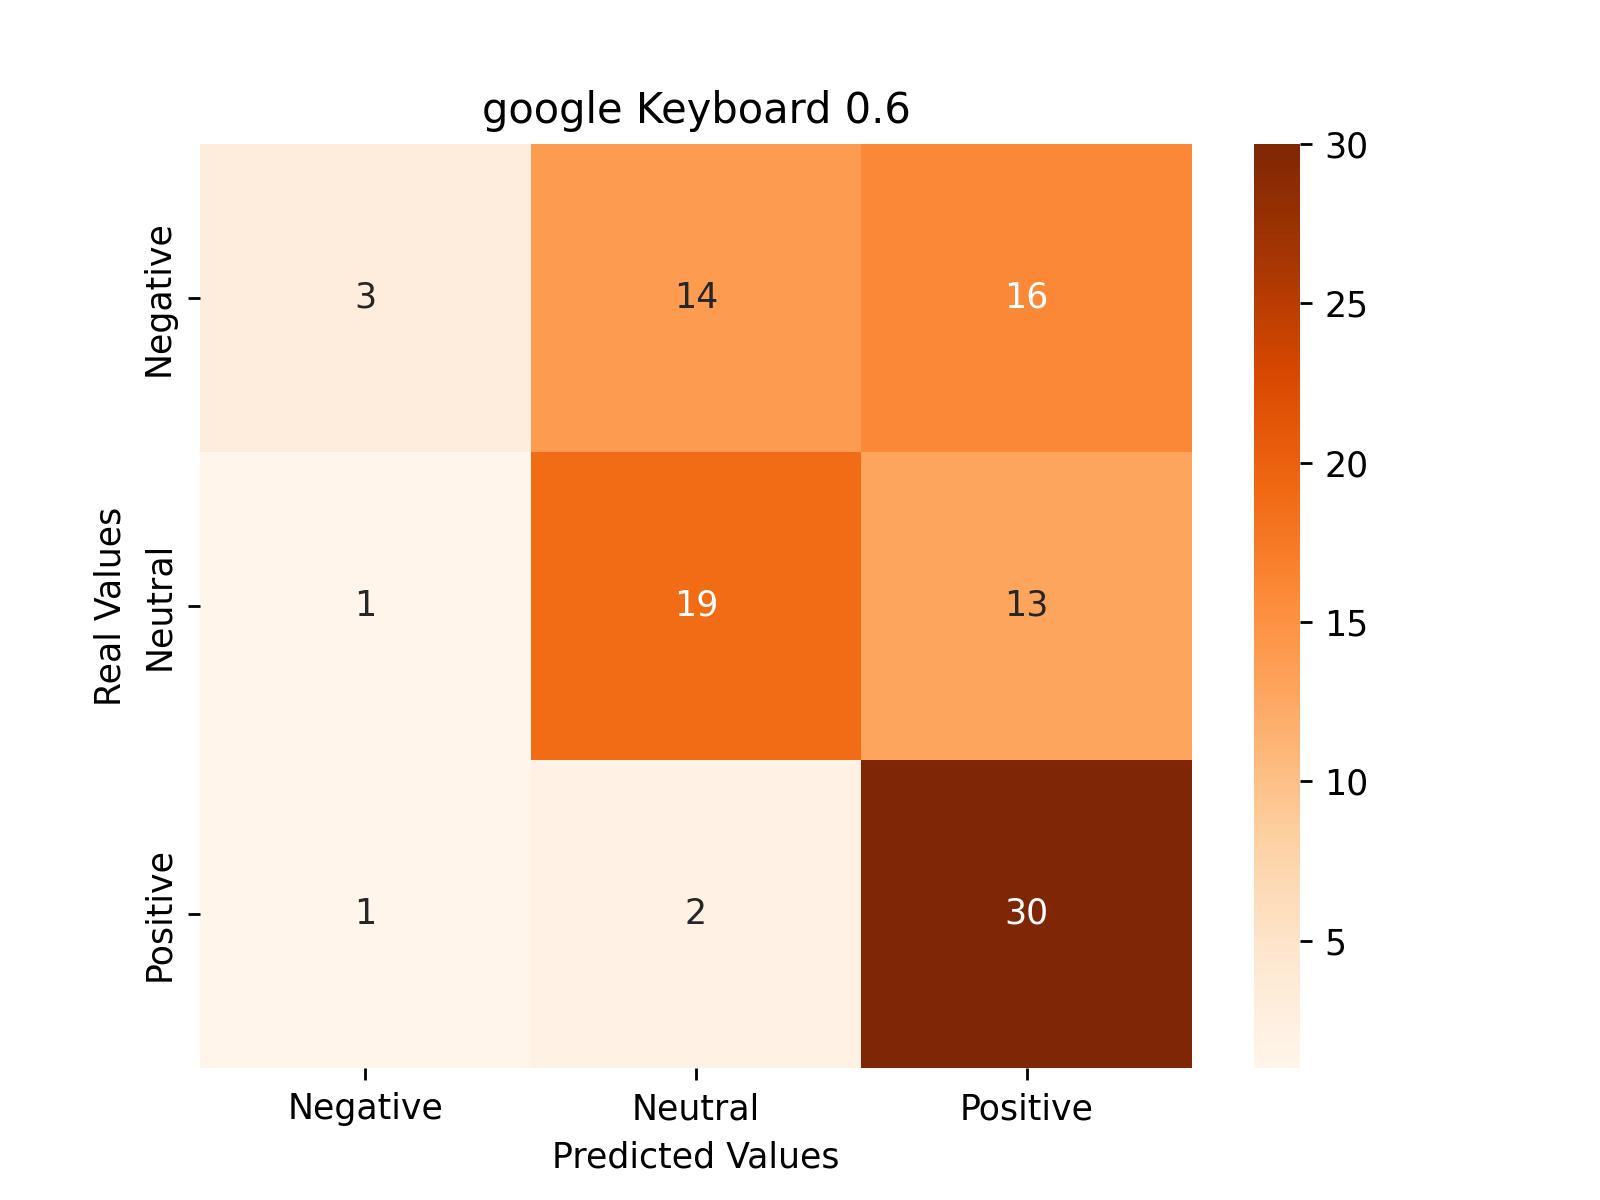 google Keyboard 0.6
Real Values
Negative
3 14 16
Neutral
1 19 13
Positive
1 2 30
Negative Neutral Positive
Predicted Values
30
25
20
15
10
5